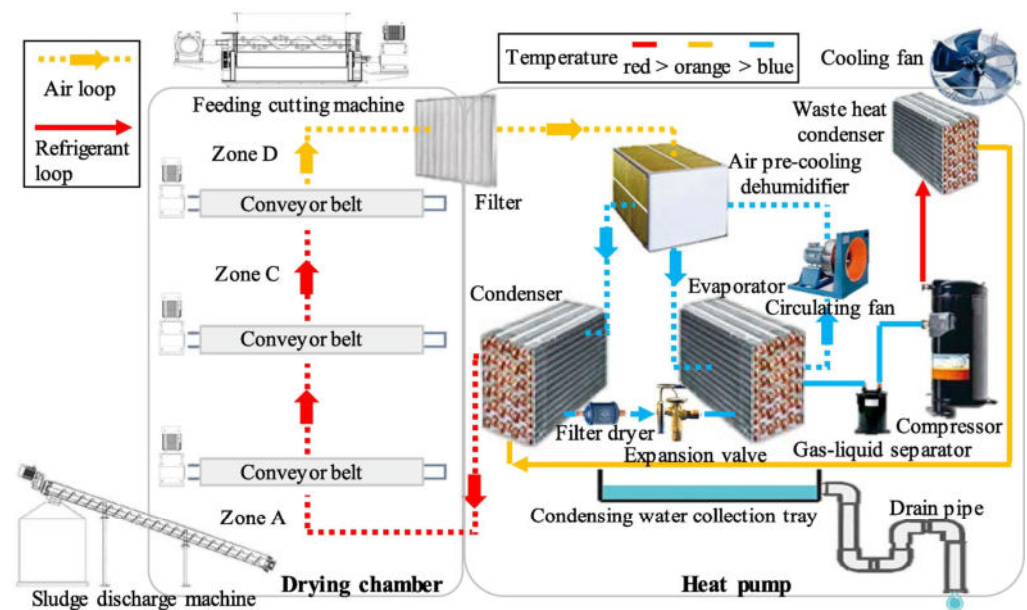 Air loop
Refrigerant
loop
Feeding cutting machine
Temperature
red > orange > blue
Cooling fan
Waste heat
condenser
Zone D
Filter
Air pre-cooling
dehumidifier
Conveyor belt
Zone C
Condenser
Evaporator
Circulating fan
Conveyor belt
Filter dryer
Expansion valve
Compressor
Gas-liquid separator
Conveyor belt
Zone A
Condensing water collection tray
Drain pipe
Sludge discharge machine
Drying chamber
Heat pump